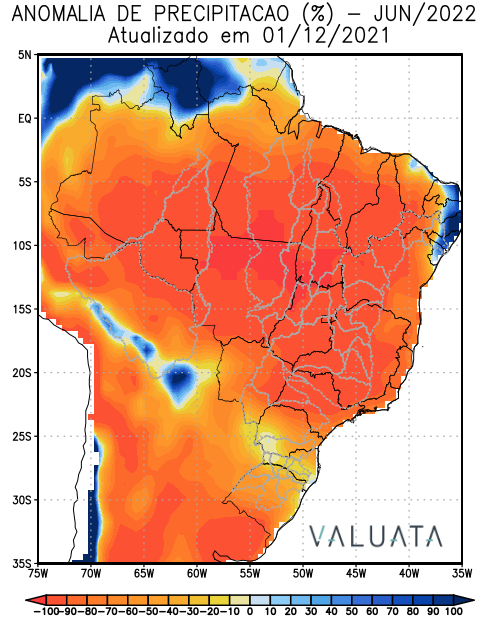 ANOMALIA DE PRECIPITACAO (%) – JUN/2022
Atualizado em 01/12/2021
5N
EQ
5S
10S
15S
20S
25S
30S
35S
VALUATA
75W 70W 65W 60W 55W 50W 45W 40W 35W
-100 -90 -80 -70 -60 -50 -40 -30 -20 -10 0 10 20 30 40 50 60 70 80 90 100